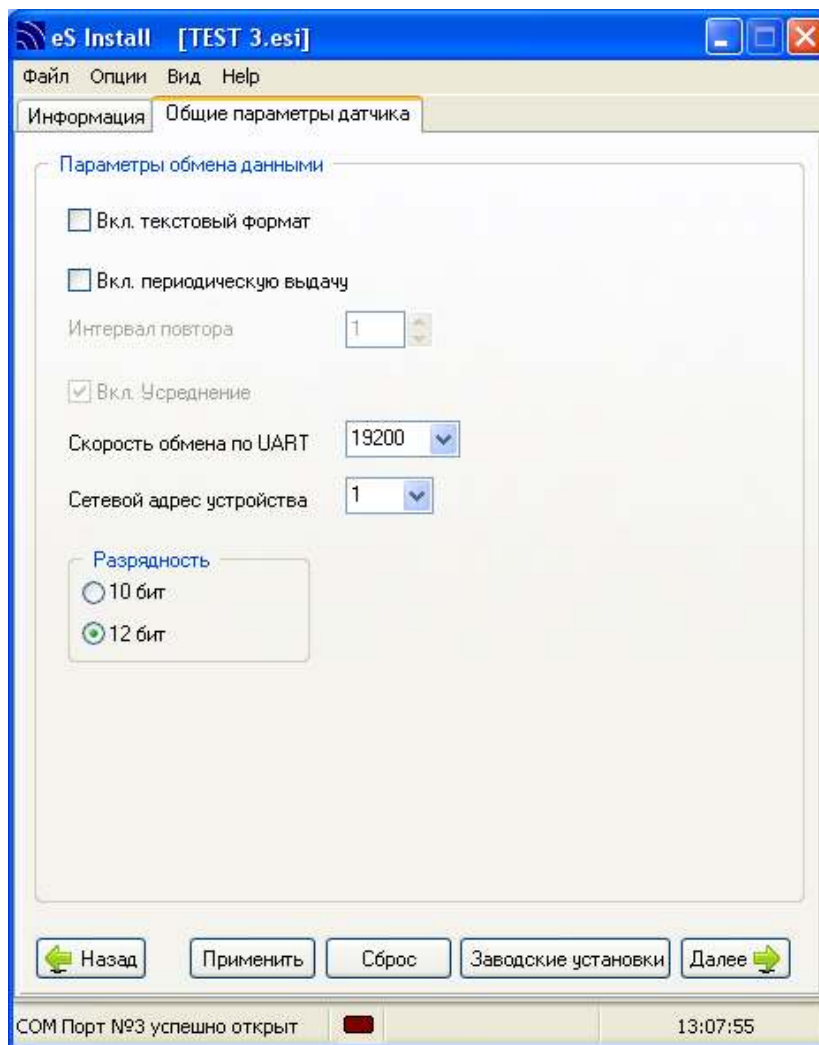 eS Install [TEST 3.esi]
Файл Опции Вид Help
Информация Общие параметры датчика
Параметры обмена данными
Вкл. текстовый формат
Вкл. периодическую выдачу
Интервал повтора 1
Вкл. Усреднение
Скорость обмена по UART 19200
Сетевой адрес устройства 1
Разрядность
10 бит
12 бит
Назад Применить Сброс Заводские установки Далее
COM Порт №3 успешно открыт 13:07:55